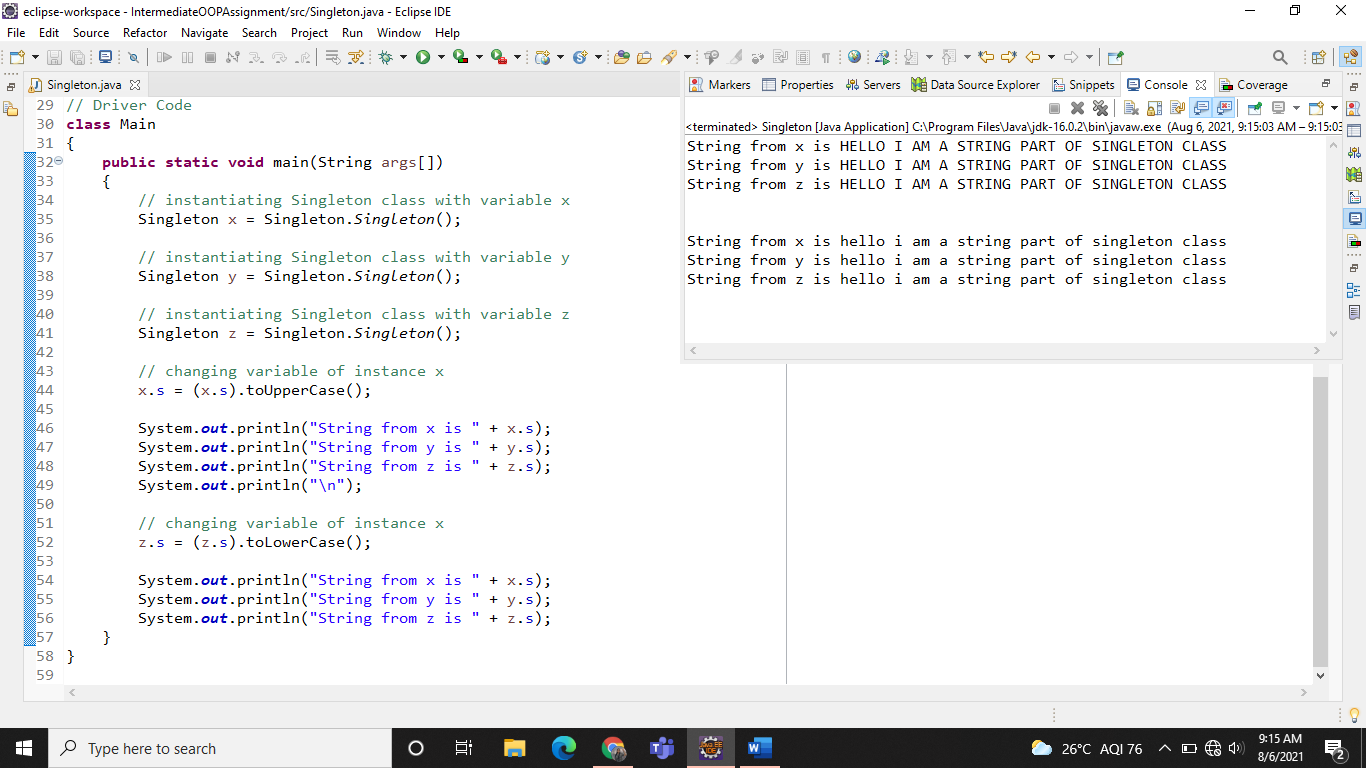 eclipse-workspace - IntermediateOOPAssignment/src/Singleton.java - Eclipse IDE
File Edit Source Refactor Navigate Search Project Run Window Help
Singleton.java
29 // Driver Code
30 class Main
31 {
32 public static void main(String args[])
33 {
34 // instantiating Singleton class with variable x
35 Singleton x = Singleton.Singleton();
36
37 // instantiating Singleton class with variable y
38 Singleton y = Singleton.Singleton();
39
40 // instantiating Singleton class with variable z
41 Singleton z = Singleton.Singleton();
42
43 // changing variable of instance x
44 x.s = (x.s).toUpperCase();
45
46 System.out.println("String from x is " + x.s);
47 System.out.println("String from y is " + y.s);
48 System.out.println("String from z is " + z.s);
49 System.out.println("\n");
50
51 // changing variable of instance x
52 z.s = (z.s).toLowerCase();
53
54 System.out.println("String from x is " + x.s);
55 System.out.println("String from y is " + y.s);
56 System.out.println("String from z is " + z.s);
57 }
58 }
59
Markers Properties Servers Data Source Explorer Snippets Console Coverage
<terminated> Singleton [Java Application] C:\Program Files\Java\jdk-16.0.2\bin\javaw.exe (Aug 6, 2021, 9:15:03 AM – 9:15:03
String from x is HELLO I AM A STRING PART OF SINGLETON CLASS
String from y is HELLO I AM A STRING PART OF SINGLETON CLASS
String from z is HELLO I AM A STRING PART OF SINGLETON CLASS
String from x is hello i am a string part of singleton class
String from y is hello i am a string part of singleton class
String from z is hello i am a string part of singleton class
Type here to search
26°C AQI 76
9:15 AM
8/6/2021
2